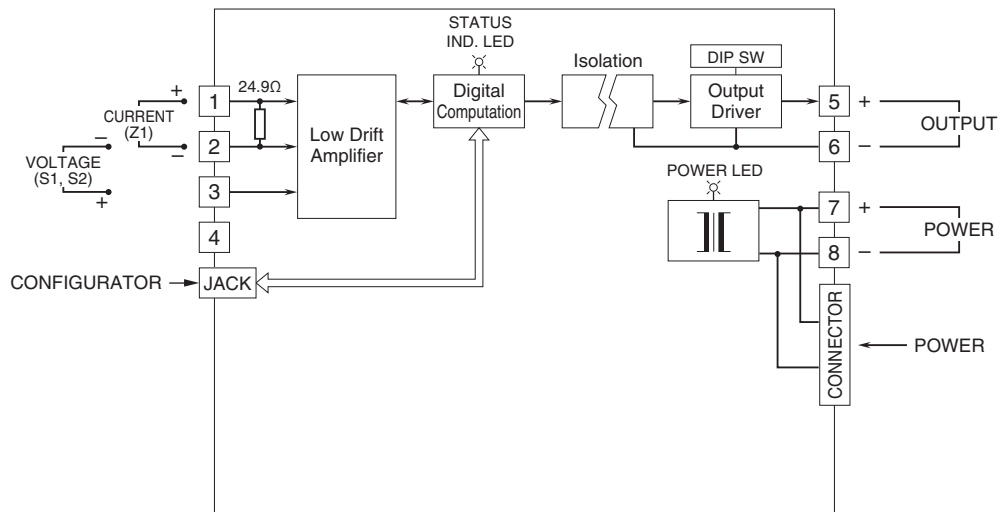 STATUS
IND. LED
Isolation
DIP SW
24.9Ω
+
CURRENT
(Z1)
–
1
2
3
4
–
VOLTAGE
(S1, S2)
+
Low Drift
Amplifier
Digital
Computation
Output
Driver
5
+
OUTPUT
6
–
POWER LED
7
+
POWER
8
–
CONFIGURATOR
JACK
CONNECTOR
POWER